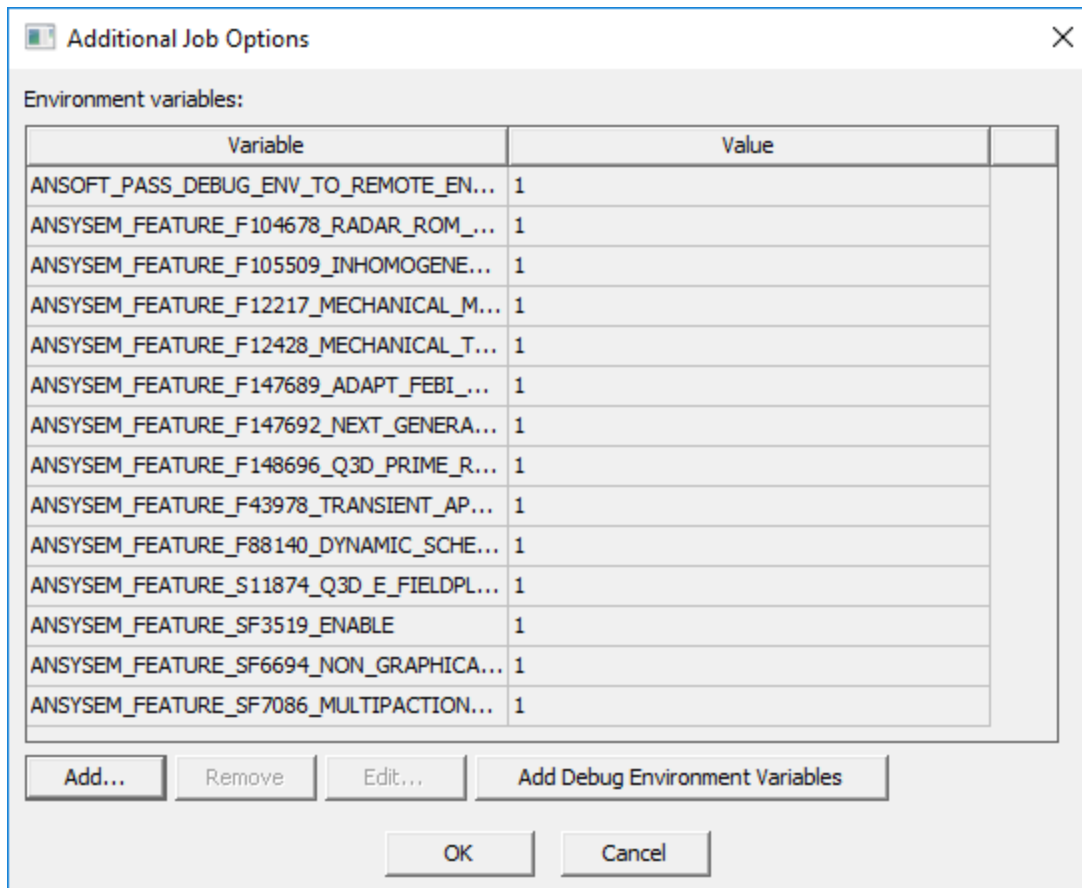 Additional Job Options
Environment variables:
Variable Value
ANSOFT_PASS_DEBUG_ENV_TO_REMOTE_EN... 1
ANSYSEM_FEATURE_F104678_RADAR_ROM_... 1
ANSYSEM_FEATURE_F105509_INHOMOGENE... 1
ANSYSEM_FEATURE_F12217_MECHANICAL_M... 1
ANSYSEM_FEATURE_F12428_MECHANICAL_T... 1
ANSYSEM_FEATURE_F147689_ADAPT_FEBI_... 1
ANSYSEM_FEATURE_F147692_NEXT_GENERA... 1
ANSYSEM_FEATURE_F148696_Q3D_PRIME_R... 1
ANSYSEM_FEATURE_F43978_TRANSIENT_AP... 1
ANSYSEM_FEATURE_F88140_DYNAMIC_SCHE... 1
ANSYSEM_FEATURE_S11874_Q3D_E_FIELDPL... 1
ANSYSEM_FEATURE_SF3519_ENABLE 1
ANSYSEM_FEATURE_SF6694_NON_GRAPHICA... 1
ANSYSEM_FEATURE_SF7086_MULTIPACTION... 1
Add... Remove Edit... Add Debug Environment Variables
OK Cancel